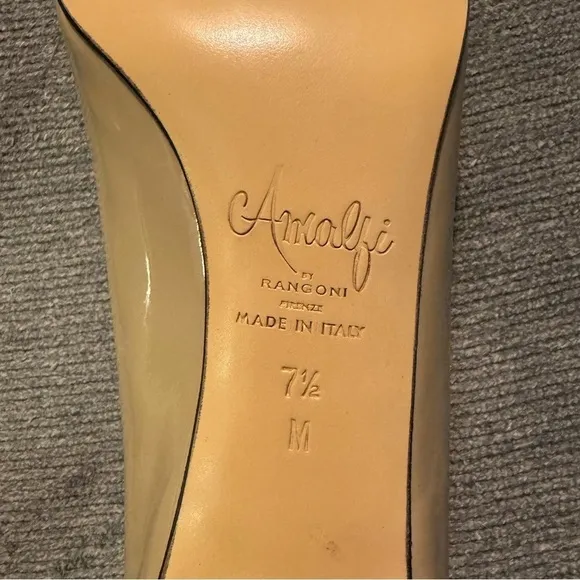 Amalfi
BY
RANGONI
FIRENZE
MADE IN ITALY
7½
M